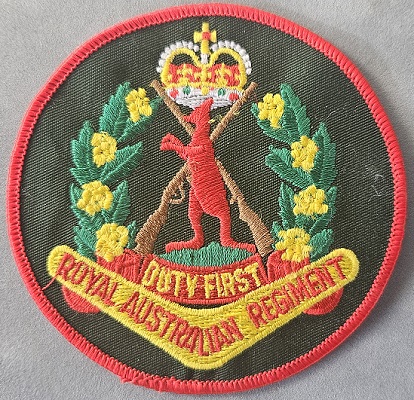 DUTY FIRST
ROYAL AUSTRALIAN REGIMENT